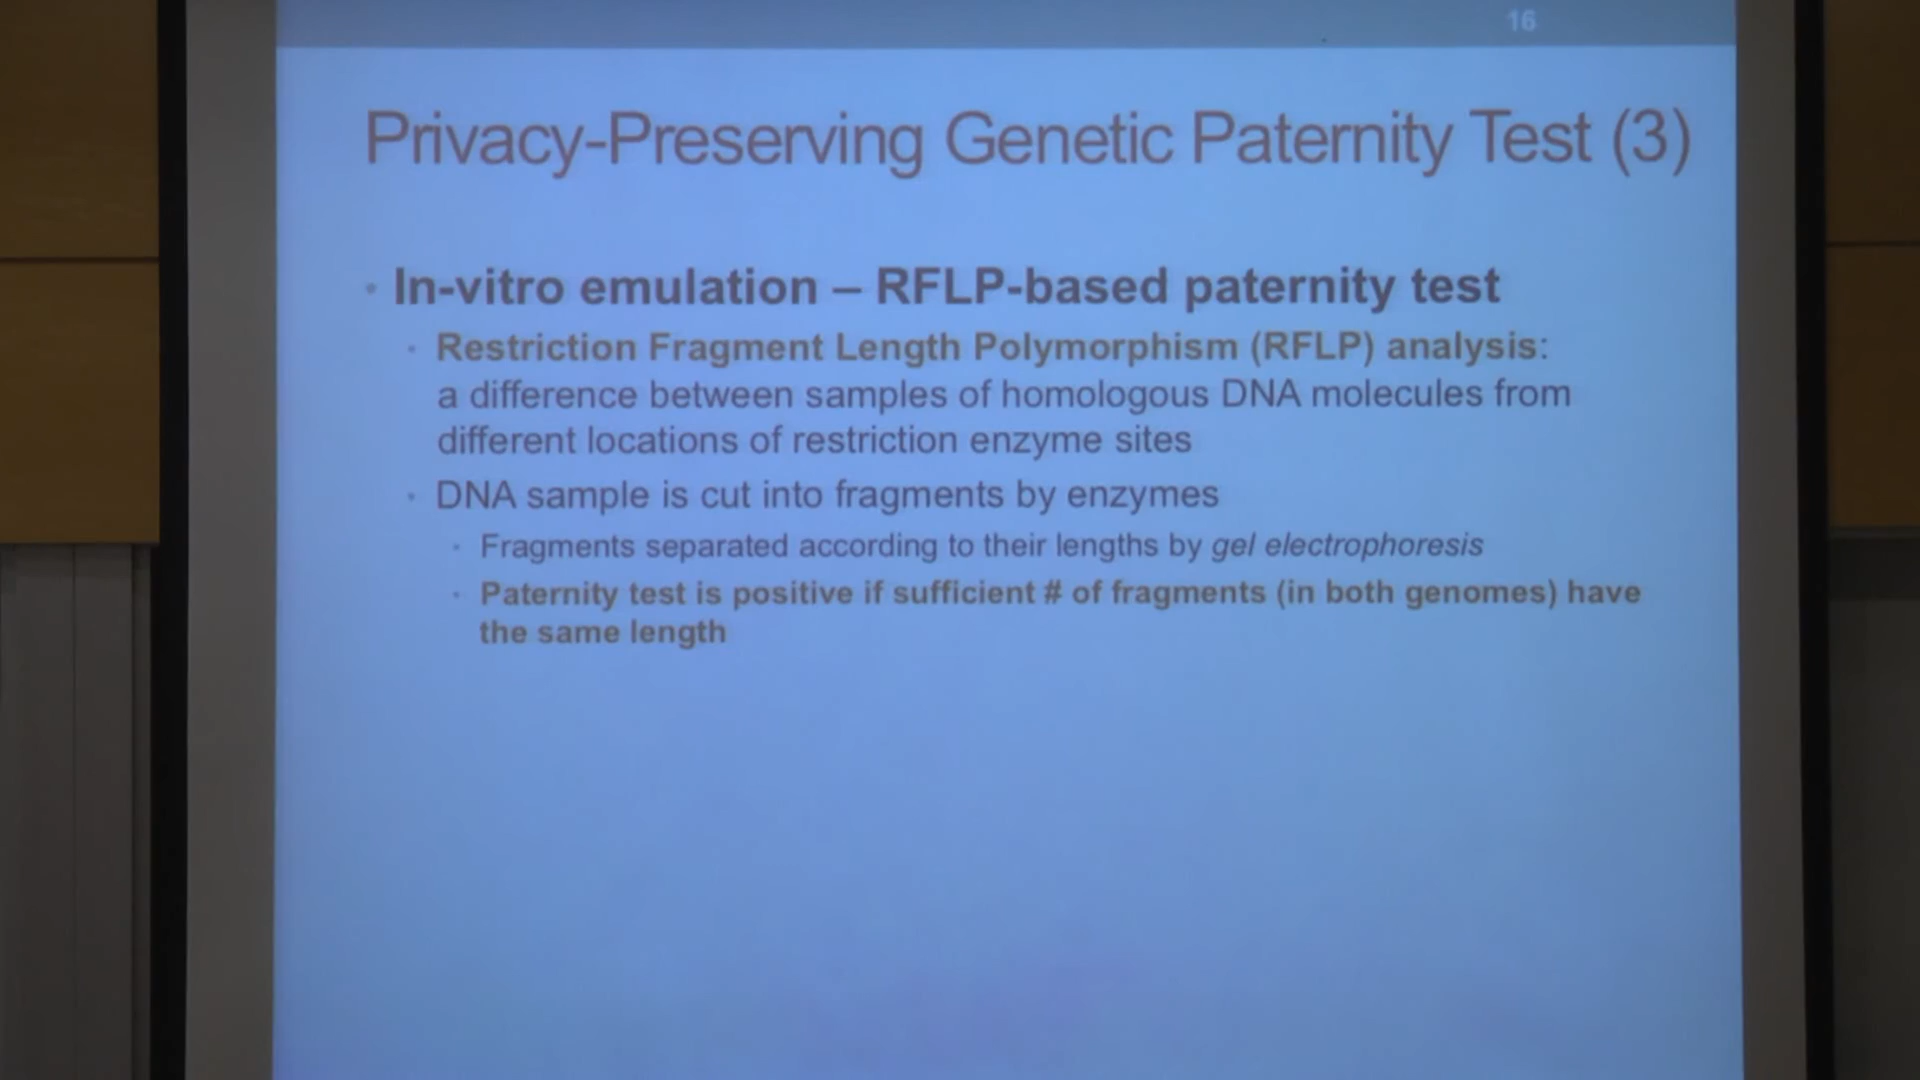 16
Privacy-Preserving Genetic Paternity Test (3)
• In-vitro emulation – RFLP-based paternity test
• Restriction Fragment Length Polymorphism (RFLP) analysis:
a difference between samples of homologous DNA molecules from
different locations of restriction enzyme sites
• DNA sample is cut into fragments by enzymes
• Fragments separated according to their lengths by gel electrophoresis
• Paternity test is positive if sufficient # of fragments (in both genomes) have
the same length